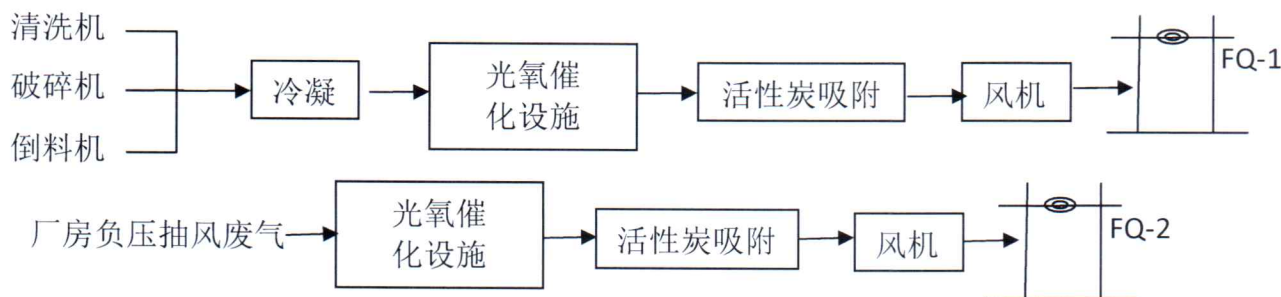 清洗机
破碎机
倒料机
冷凝
光氧催
化设施
活性炭吸附
风机
FQ-1
厂房负压抽风废气
光氧催
化设施
活性炭吸附
风机
FQ-2